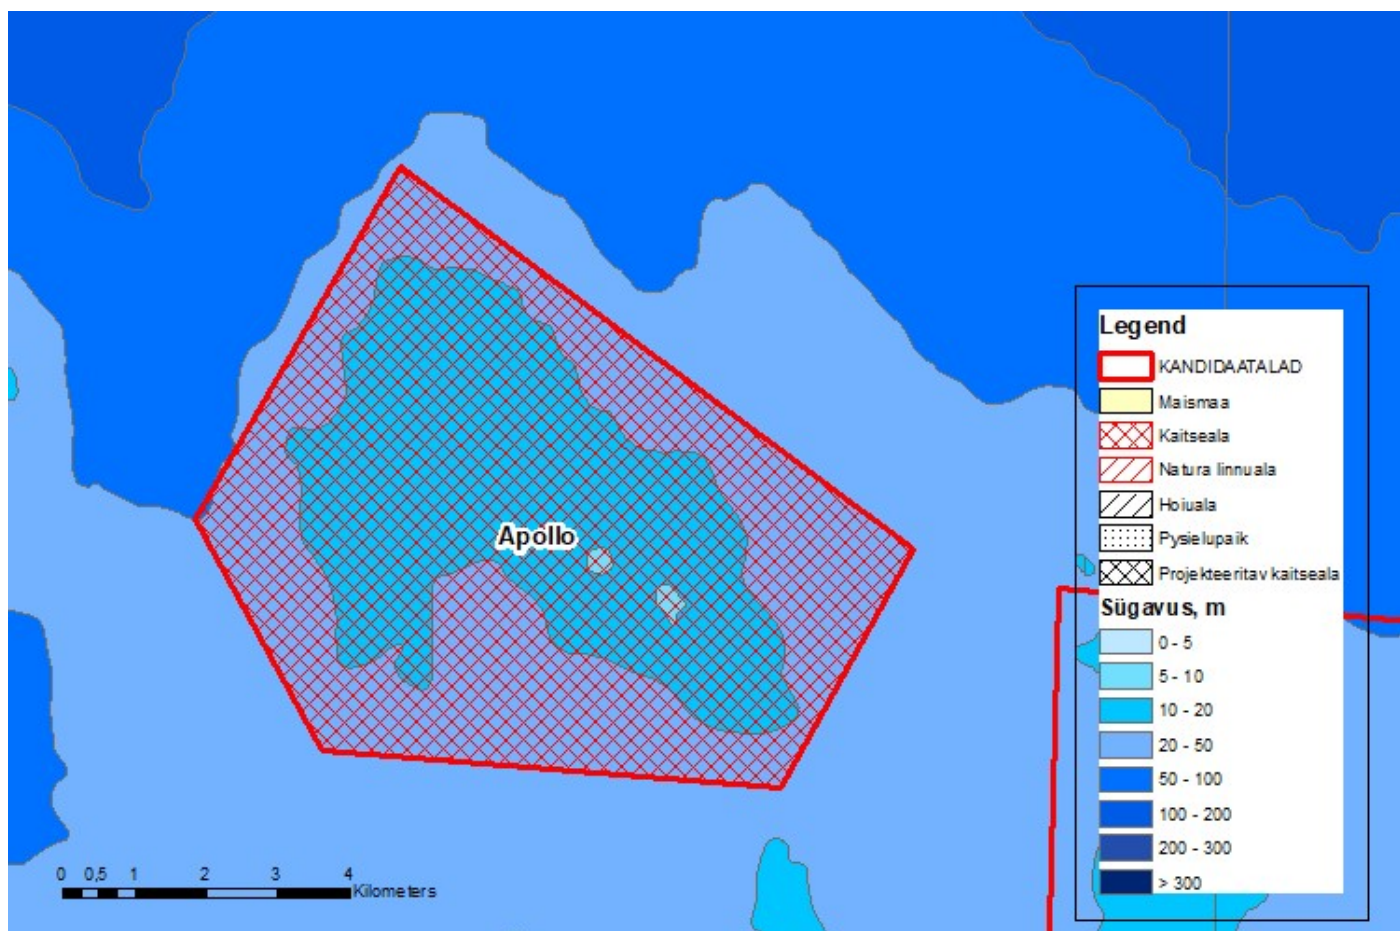 Apollo
Legend
KANDIDAATALAD
Maismaa
Kaitseala
Natura linnuala
Hoiuala
Pysielupaik
Projekteeritav kaitseala
Sügavus, m
0 - 5
5 - 10
10 - 20
20 - 50
50 - 100
100 - 200
200 - 300
> 300
0 0,5 1 2 3 4
Kilometers